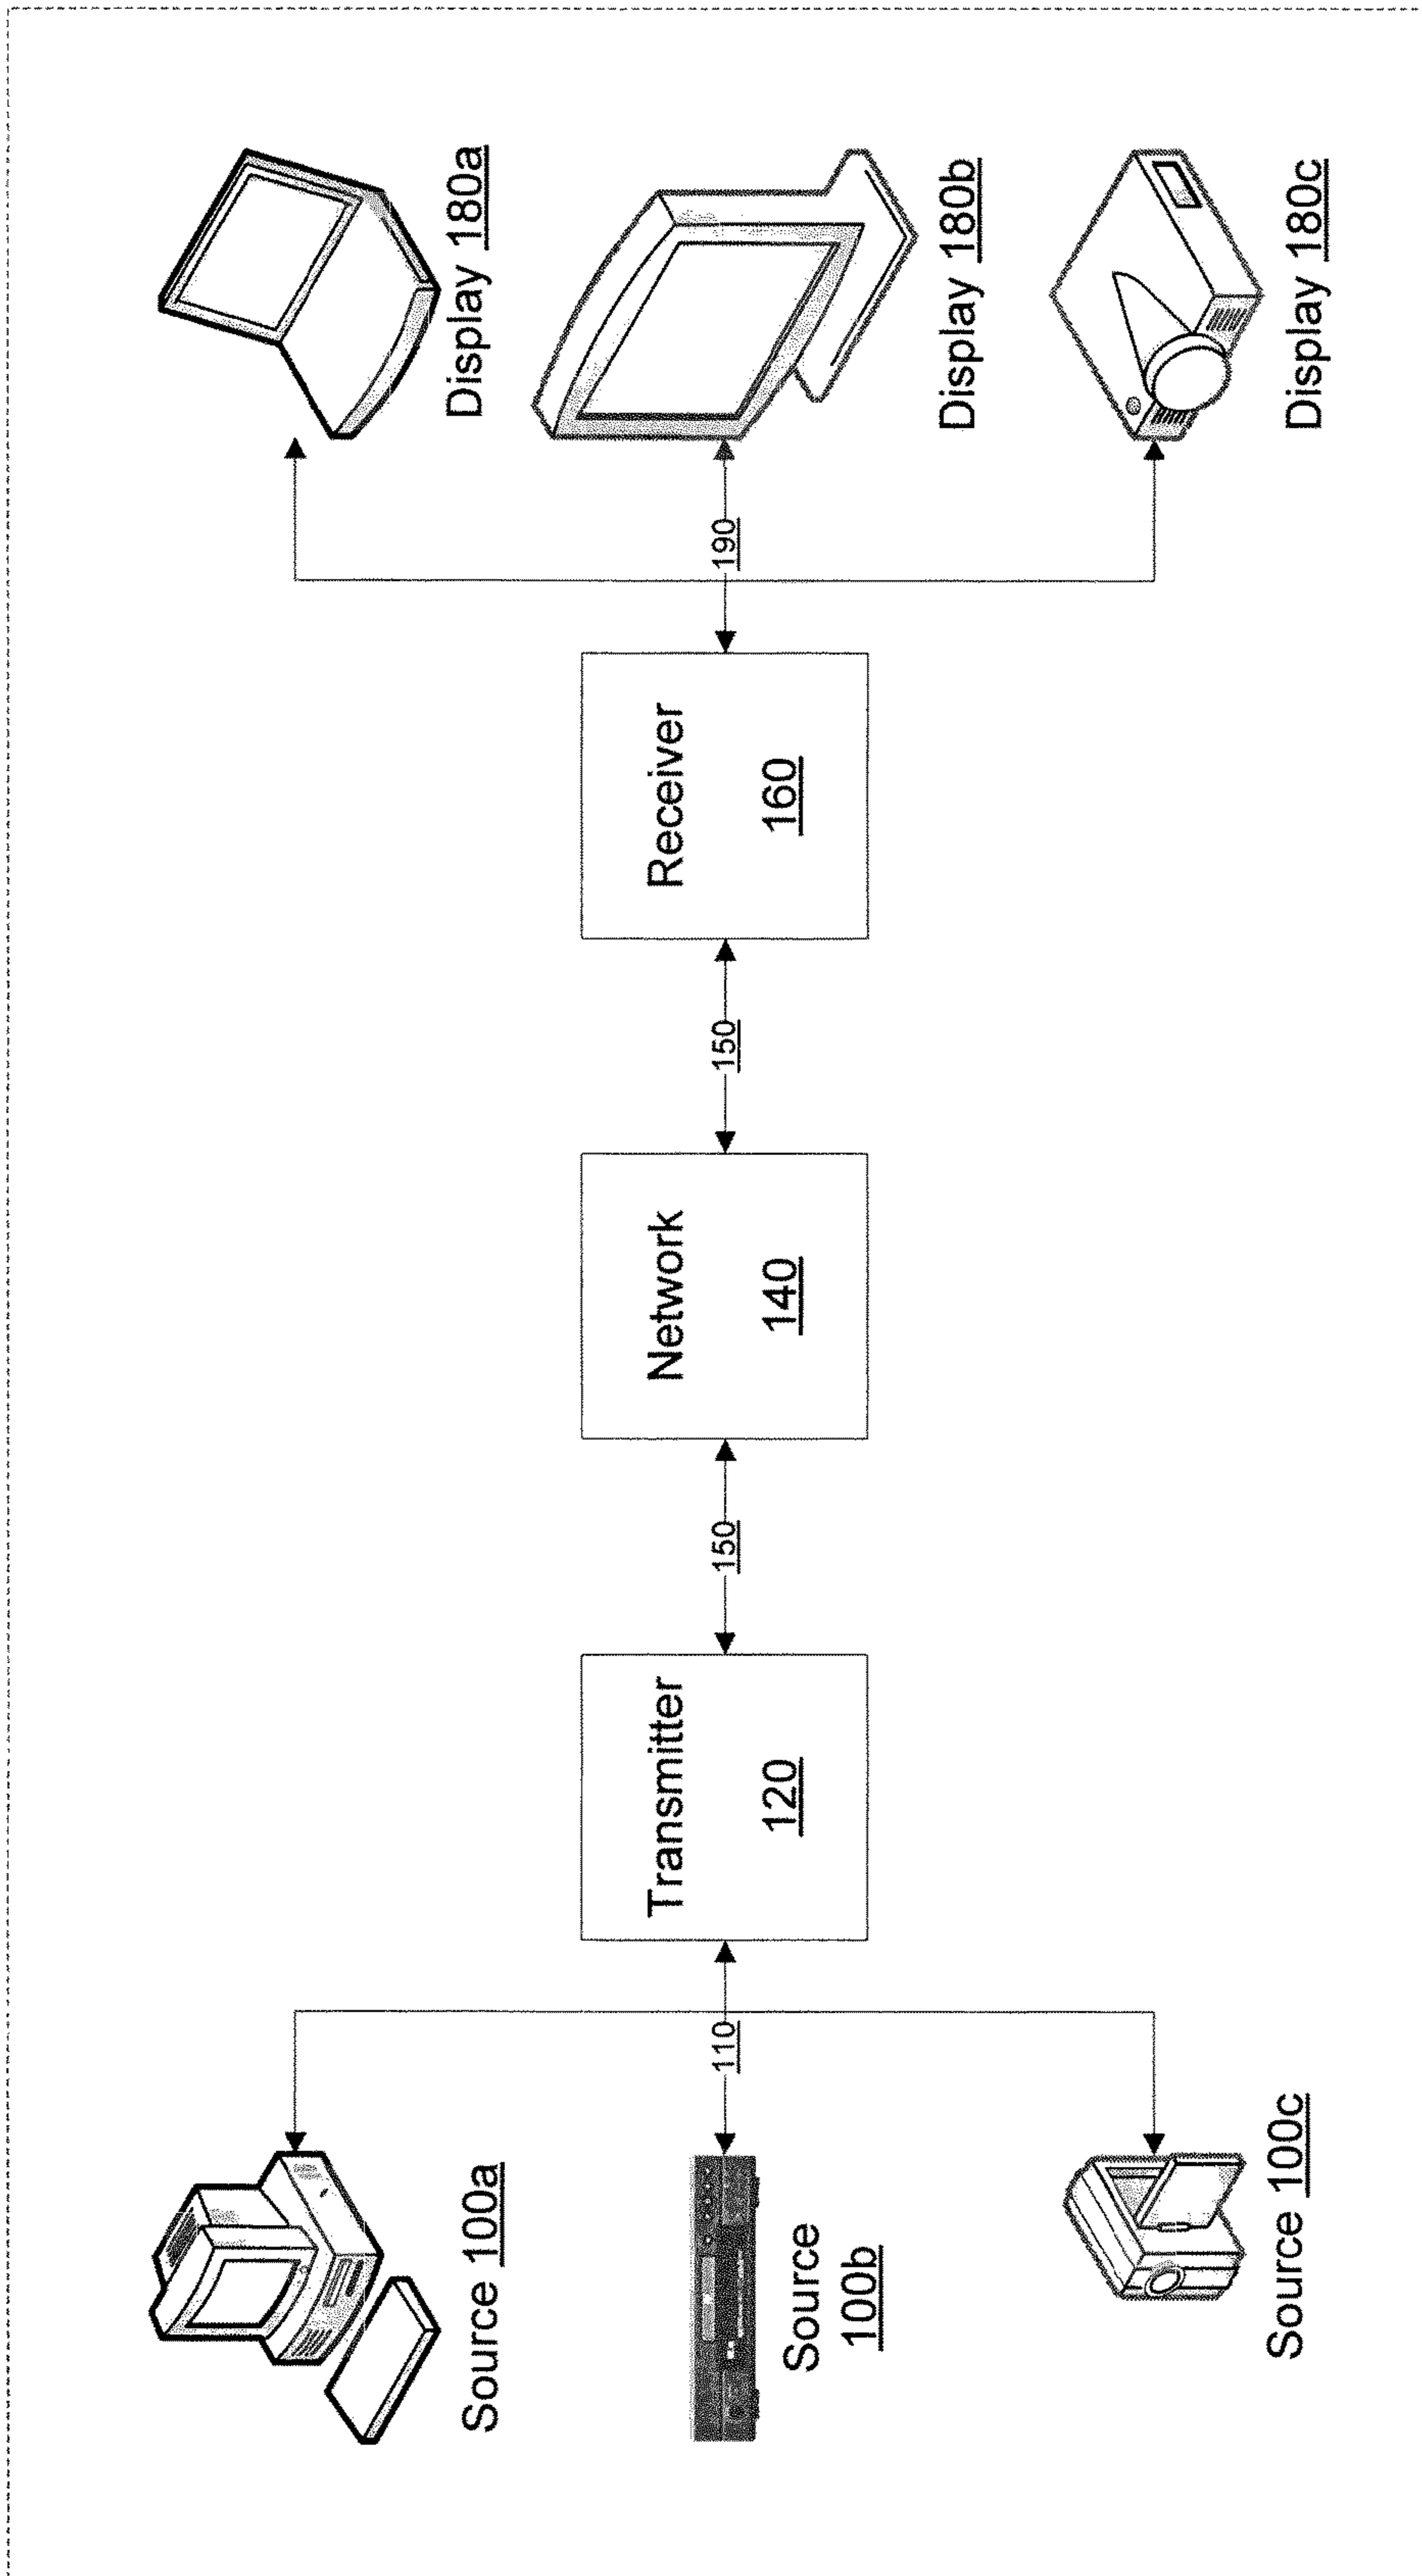 Source 100a
Source
100b
Source 100c
110
Transmitter
120
150
Network
140
150
Receiver
160
190
Display 180a
Display 180b
Display 180c